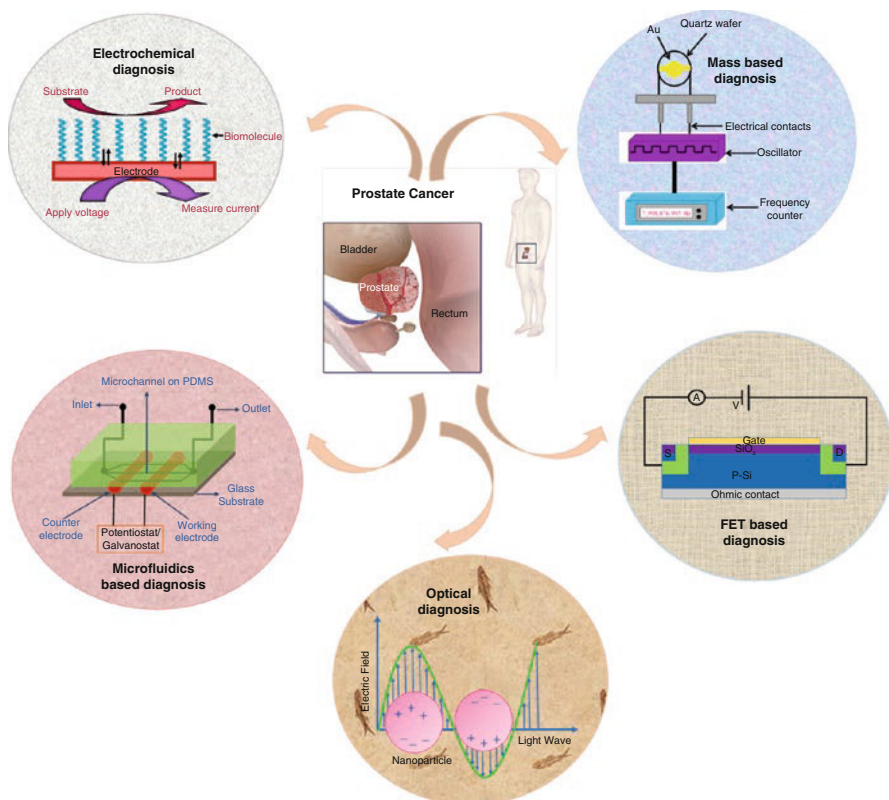 Electrochemical
diagnosis
Substrate
Product
Biomolecule
Electrode
Apply voltage
Measure current
Au
Quartz wafer
Mass based
diagnosis
Electrical contacts
Oscillator
Frequency
counter
Prostate Cancer
Bladder
Prostate
Rectum
Microchannel on PDMS
Inlet
Outlet
Glass
Substrate
Counter
electrode
Working
electrode
Potentiostat/
Galvanostat
Microfluidics
based diagnosis
A
V
Gate
SiO₂
S
D
P-Si
Ohmic contact
FET based
diagnosis
Optical
diagnosis
Electric Field
Light Wave
Nanoparticle